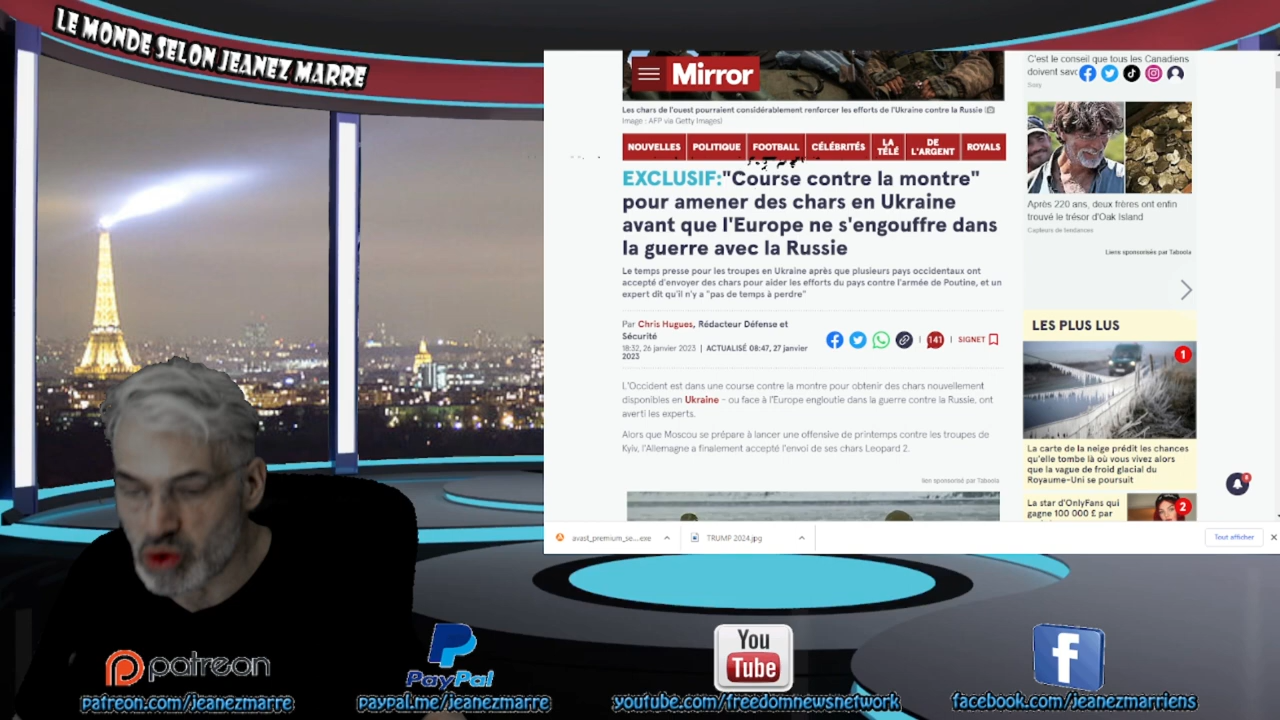 LE MONDE SELON JEANEZ MARRE
Mirror
Les chars de l'ouest pourraient considérablement renforcer les efforts de l'Ukraine contre la Russie (
Image : AFP via Getty Images)
NOUVELLES
POLITIQUE
FOOTBALL
CÉLÉBRITÉS
LA TÉLÉ
DE L'ARGENT
ROYALS
EXCLUSIF:"Course contre la montre"
pour amener des chars en Ukraine
avant que l'Europe ne s'engouffre dans
la guerre avec la Russie
Le temps presse pour les troupes en Ukraine après que plusieurs pays occidentaux ont
accepté d'envoyer des chars pour aider les efforts du pays contre l'armée de Poutine, et un
expert dit qu'il n'y a "pas de temps à perdre"
Par Chris Hugues, Rédacteur Défense et
Sécurité
18:32, 26 janvier 2023 | ACTUALISÉ 08:47, 27 janvier
2023
141
SIGNET
L'Occident est dans une course contre la montre pour obtenir des chars nouvellement
disponibles en Ukraine – ou face à l'Europe engloutie dans la guerre contre la Russie, ont
averti les experts.
Alors que Moscou se prépare à lancer une offensive de printemps contre les troupes de
Kyiv, l'Allemagne a finalement accepté l'envoi de ses chars Leopard 2.
lien sponsorisé par Taboola
C'est le conseil que tous les Canadiens
doivent savo
Sony
Après 220 ans, deux frères ont enfin
trouvé le trésor d'Oak Island
Capteurs de tendances
Liens sponsorisés par Taboola
LES PLUS LUS
1
La carte de la neige prédit les chances
qu'elle tombe là où vous vivez alors
que la vague de froid glacial du
Royaume-Uni se poursuit
La star d'OnlyFans qui
gagne 100 000 £ par
2
avast_premium_se....exe
TRUMP 2024.jpg
Tout afficher
patreon
patreon.com/jeanezmarre
PayPal
paypal.me/jeanezmarre
You
Tube
youtube.com/freedomnewsnetwork
f
facebook.com/jeanezmarriens